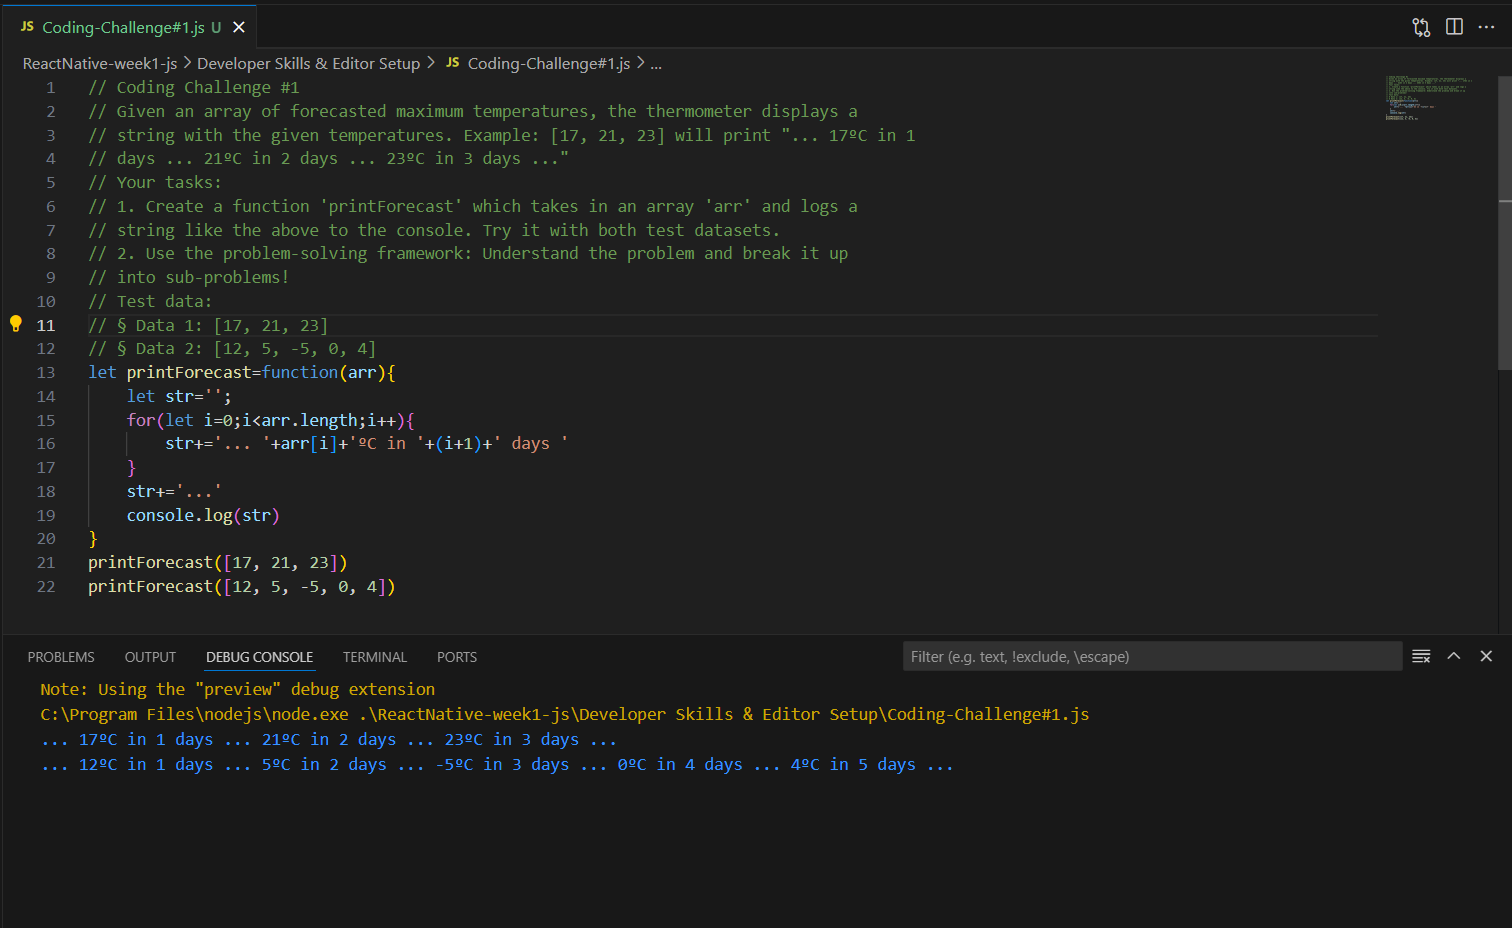 JS Coding-Challenge#1.js U
ReactNative-week1-js > Developer Skills & Editor Setup > JS Coding-Challenge#1.js > ...
1 // Coding Challenge #1
2 // Given an array of forecasted maximum temperatures, the thermometer displays a
3 // string with the given temperatures. Example: [17, 21, 23] will print "... 17ºC in 1
4 // days ... 21ºC in 2 days ... 23ºC in 3 days ..."
5 // Your tasks:
6 // 1. Create a function 'printForecast' which takes in an array 'arr' and logs a
7 // string like the above to the console. Try it with both test datasets.
8 // 2. Use the problem-solving framework: Understand the problem and break it up
9 // into sub-problems!
10 // Test data:
11 // § Data 1: [17, 21, 23]
12 // § Data 2: [12, 5, -5, 0, 4]
13 let printForecast=function(arr){
14 let str='';
15 for(let i=0;i<arr.length;i++){
16 str+='... '+arr[i]+'ºC in '+(i+1)+' days '
17 }
18 str+='...'
19 console.log(str)
20 }
21 printForecast([17, 21, 23])
22 printForecast([12, 5, -5, 0, 4])
PROBLEMS OUTPUT DEBUG CONSOLE TERMINAL PORTS Filter (e.g. text, !exclude, \escape)
Note: Using the "preview" debug extension
C:\Program Files\nodejs\node.exe .\ReactNative-week1-js\Developer Skills & Editor Setup\Coding-Challenge#1.js
... 17ºC in 1 days ... 21ºC in 2 days ... 23ºC in 3 days ...
... 12ºC in 1 days ... 5ºC in 2 days ... -5ºC in 3 days ... 0ºC in 4 days ... 4ºC in 5 days ...